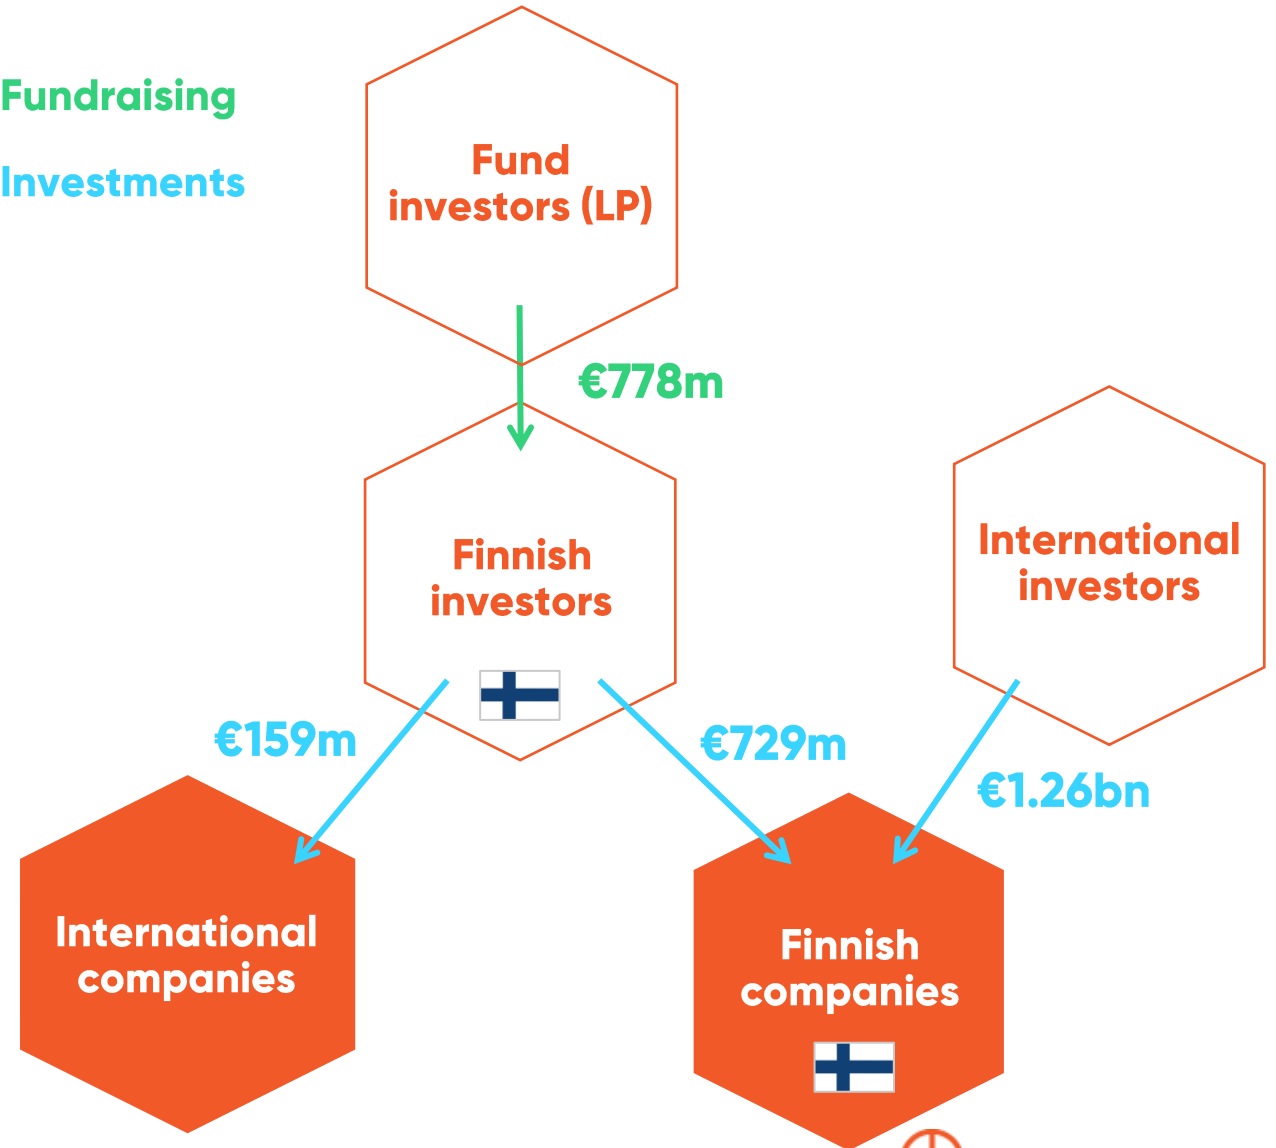 Fundraising
Investments
Fund
investors (LP)
€778m
Finnish
investors
International
investors
€159m
€729m
€1.26bn
International
companies
Finnish
companies